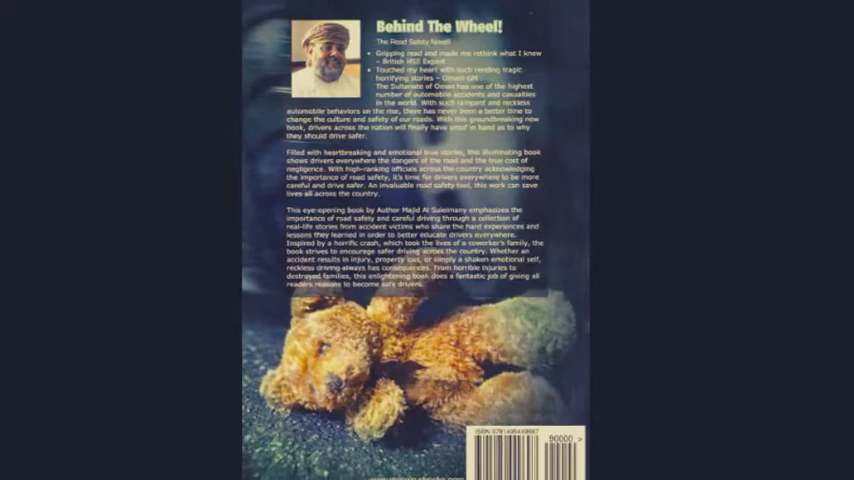 Behind The Wheel!
The Road Safety Novel!
• Gripping read and made me rethink what I knew
– British HSE Expert
• Touched my heart with such rending tragic
horrifying stories – Omani GM
The Sultanate of Oman has one of the highest
number of automobile accidents and casualties
in the world. With such rampant and reckless
automobile behaviors on the rise, there has never been a better time to
change the culture and safety of our roads. With this groundbreaking new
book, drivers across the nation will finally have proof in hand as to why
they should drive safer.
Filled with heartbreaking and emotional true stories, this illuminating book
shows drivers everywhere the dangers of the road and the true cost of
negligence. With high-ranking officials across the country acknowledging
the importance of road safety, it's time for drivers everywhere to be more
careful and drive safer. An invaluable road safety tool, this work can save
lives all across the country.
This eye-opening book by Author Majid Al Suleimany emphasizes the
importance of road safety and careful driving through a collection of
real-life stories from accident victims who share the hard experiences and
lessons they learned in order to better educate drivers everywhere.
Inspired by a horrific crash, which took the lives of a coworker's family, the
book strives to encourage safer driving across the country. Whether an
accident results in injury, property loss, or simply a shaken emotional self,
reckless driving always has consequences. From horrible injuries to
destroyed families, this enlightening book does a fantastic job of giving all
readers reasons to become safe drivers.
ISBN
90000 >